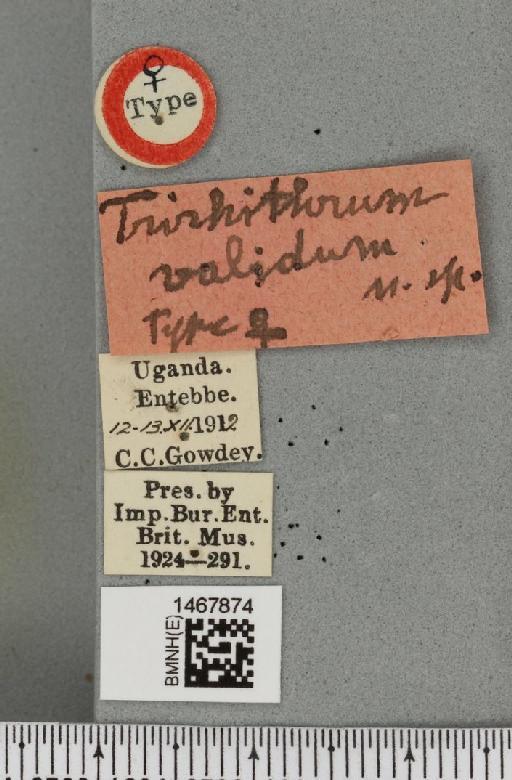 ♀
Type
Trichithorum
validum
n. sp.
Type ♀
Uganda.
Entebbe.
12-13.XII.1912
C.C.Gowdey.
Pres. by
Imp.Bur.Ent.
Brit. Mus.
1924—291.
1467874
BMNH(E)